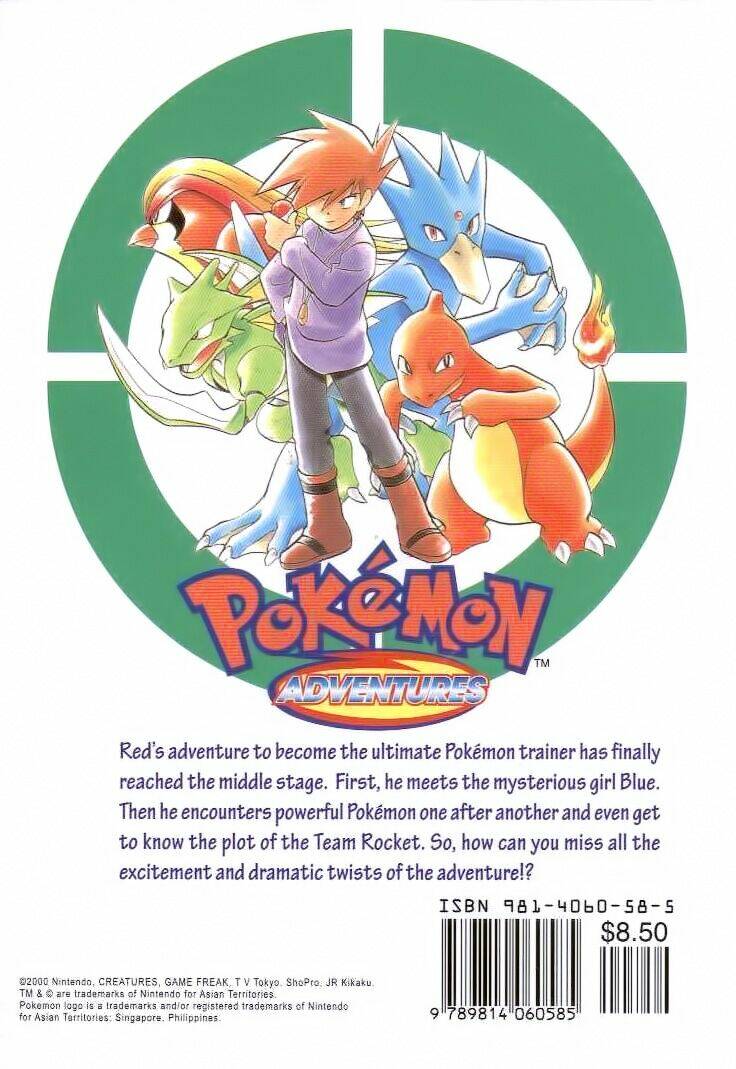 POKéMON
TM
ADVENTURES
Red's adventure to become the ultimate Pokémon trainer has finally
reached the middle stage. First, he meets the mysterious girl Blue.
Then he encounters powerful Pokémon one after another and even get
to know the plot of the Team Rocket. So, how can you miss all the
excitement and dramatic twists of the adventure!?
ISBN 981-4060-58-5
$8.50
9 789814 060585
©2000 Nintendo, CREATURES, GAME FREAK, T V Tokyo. ShoPro. JR Kikaku.
TM & © are trademarks of Nintendo for Asian Territories.
Pokemon logo is a trademarks and/or registered trademarks of Nintendo
for Asian Territories; Singapore, Philippines.